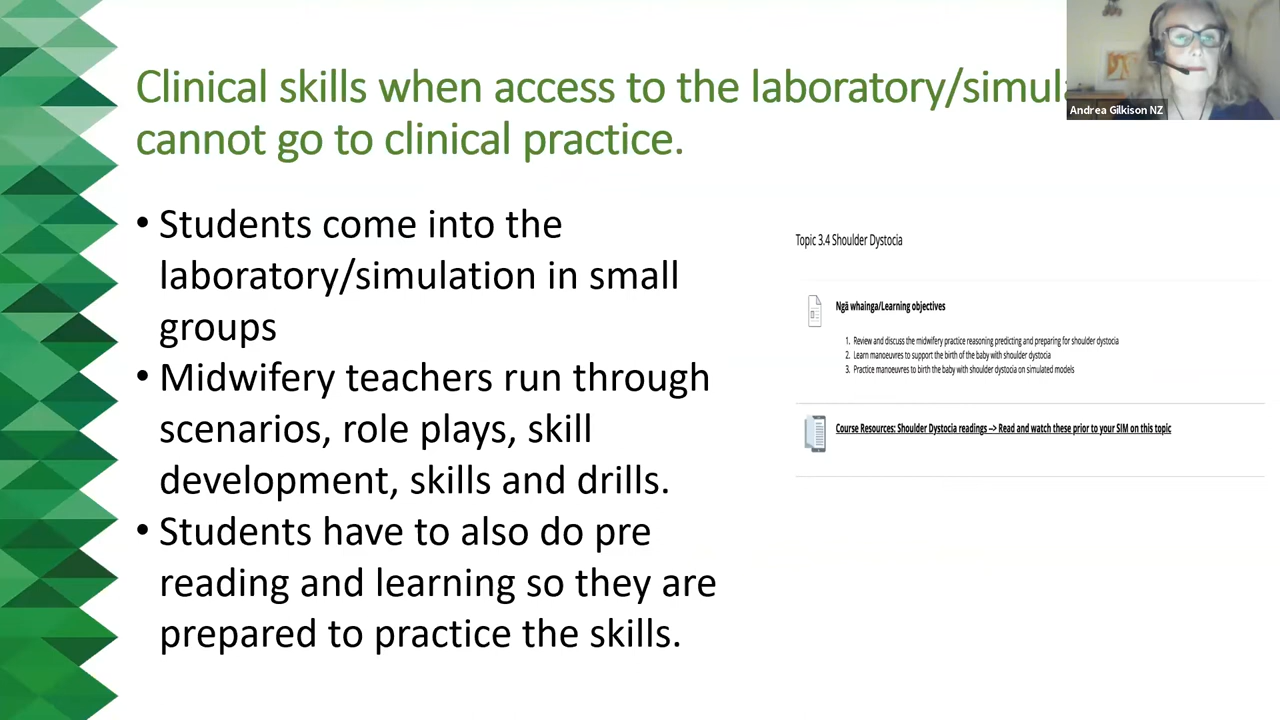 Clinical skills when access to the laboratory/simul
cannot go to clinical practice.
Andrea Gilkison NZ
• Students come into the
laboratory/simulation in small
groups
• Midwifery teachers run through
scenarios, role plays, skill
development, skills and drills.
• Students have to also do pre
reading and learning so they are
prepared to practice the skills.
Topic 3.4 Shoulder Dystocia
Ngā whainga/Learning objectives
1. Review and discuss the midwifery practice reasoning predicting and preparing for shoulder dystocia
2. Learn manoeuvres to support the birth of the baby with shoulder dystocia
3. Practice manoeuvres to birth the baby with shoulder dystocia on simulated models
Course Resources: Shoulder Dystocia readings --> Read and watch these prior to your SIM on this topic